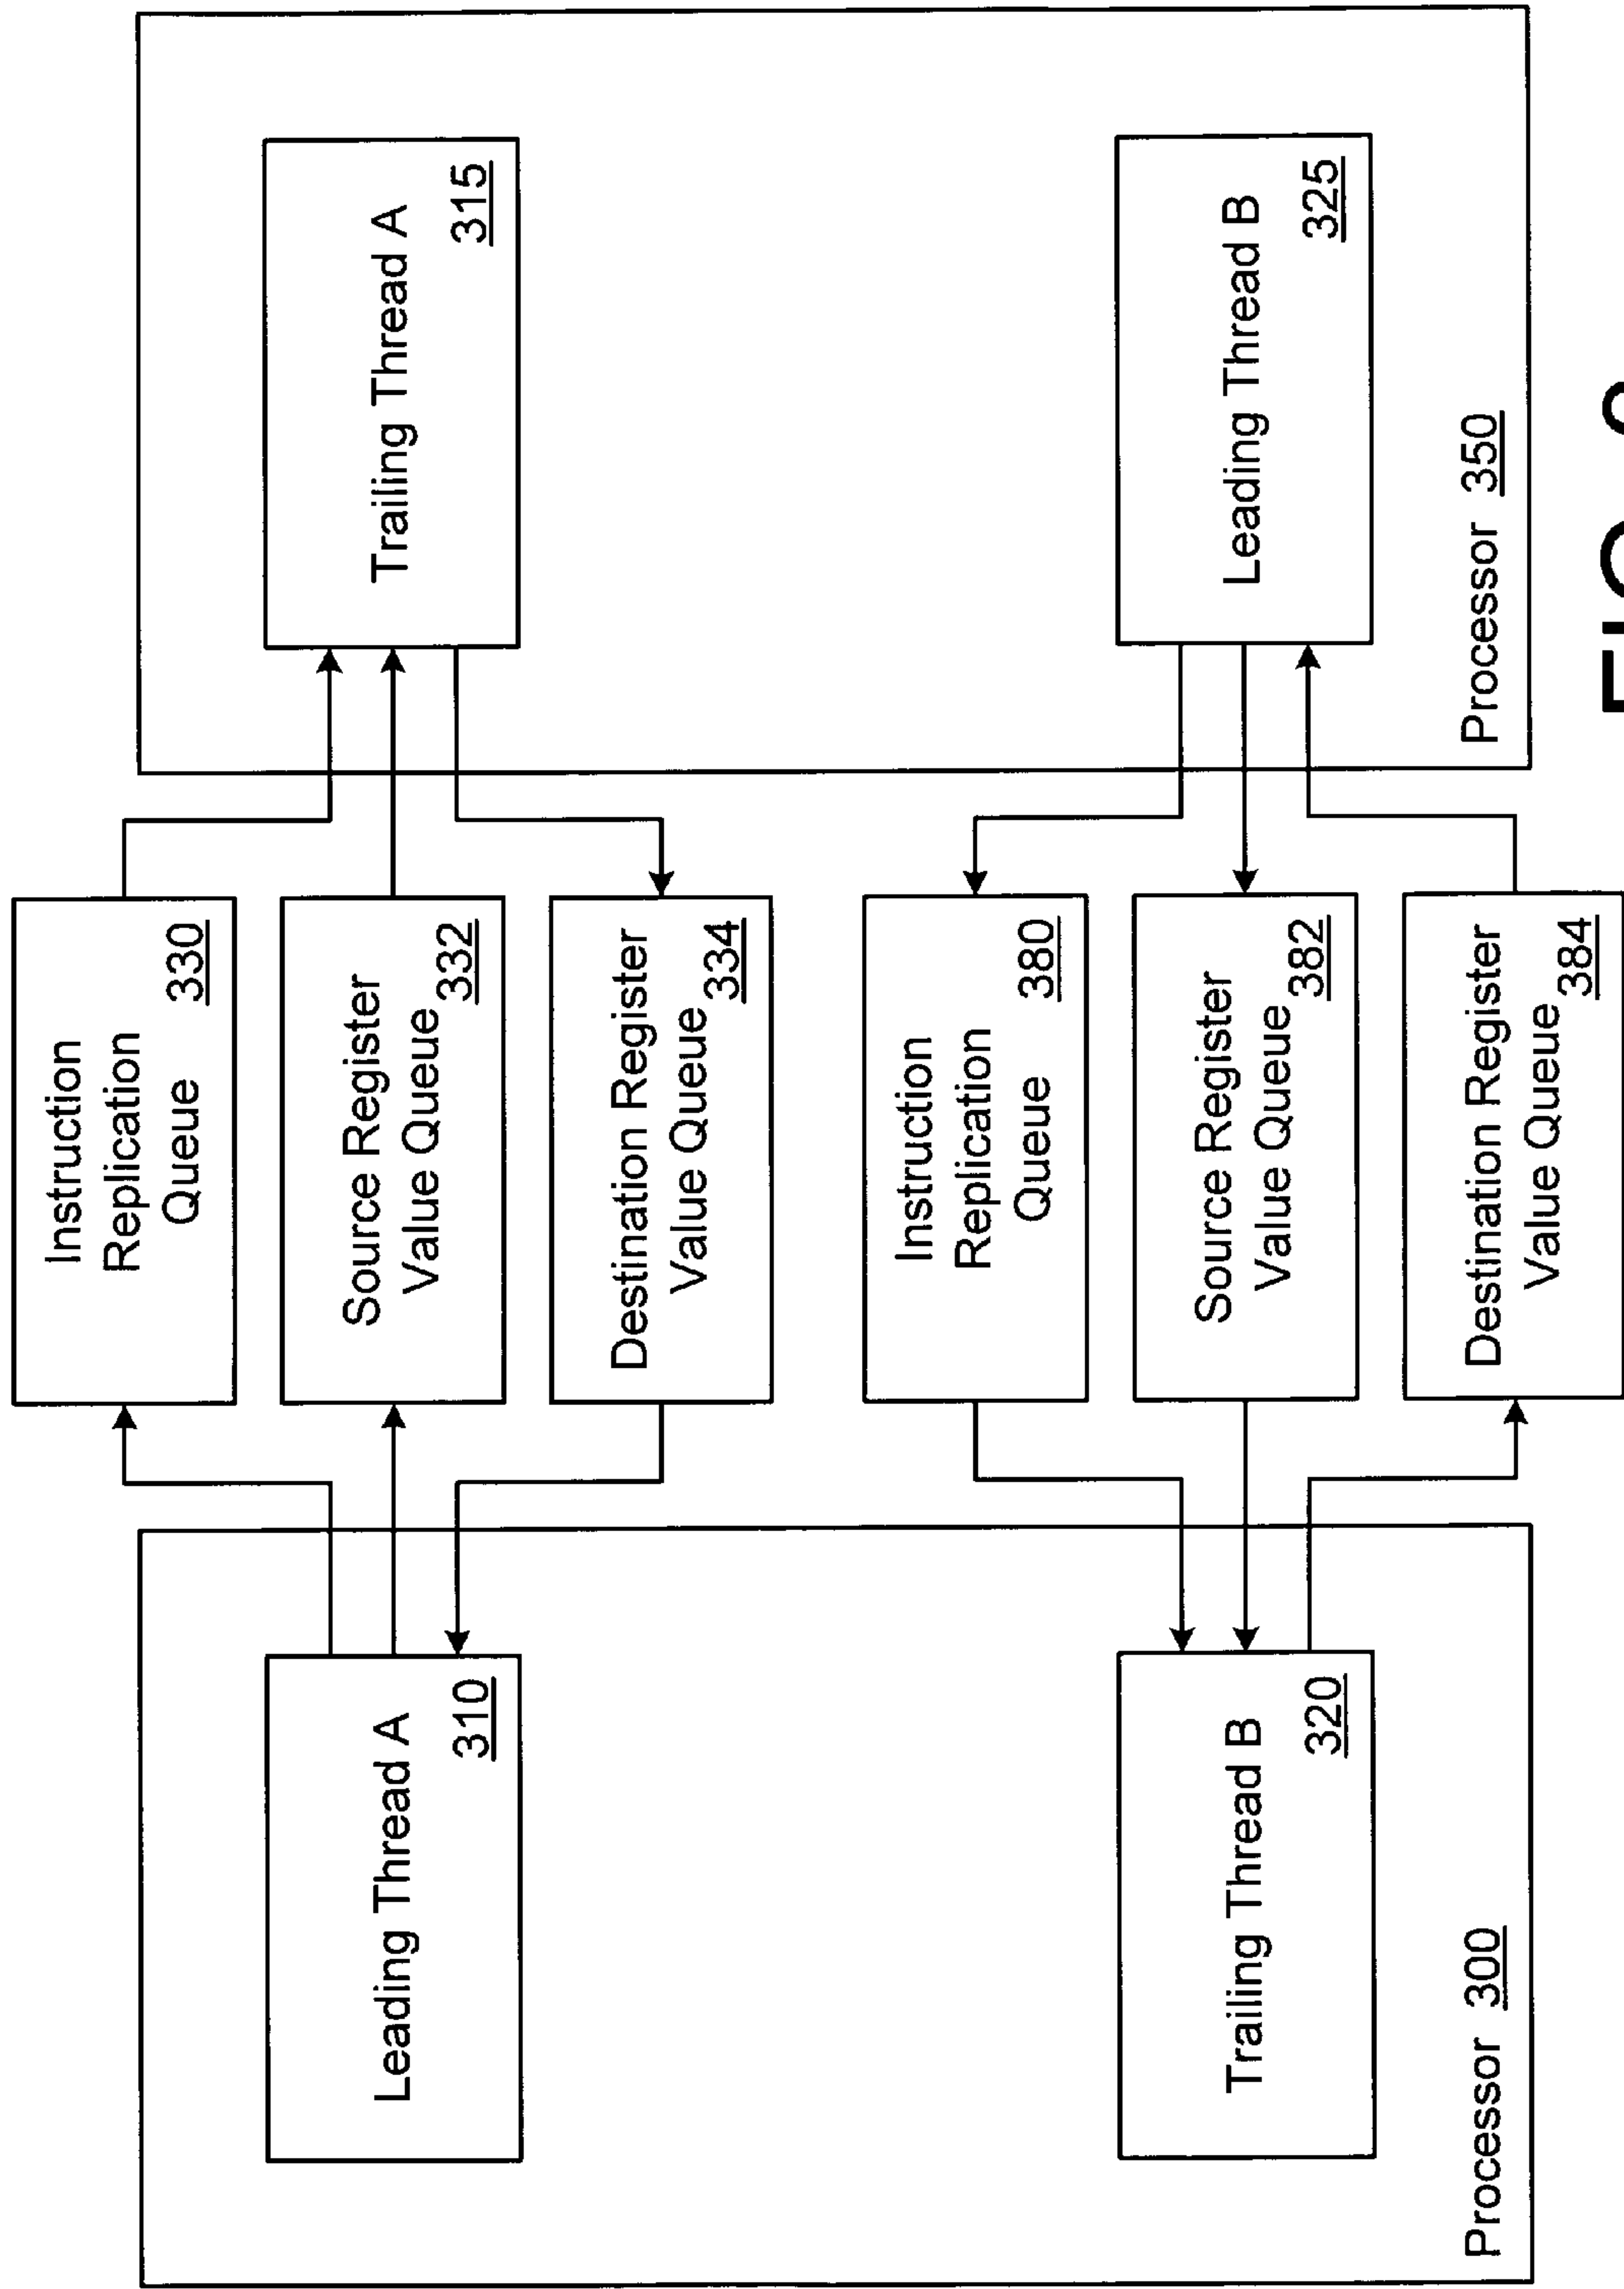 Instruction
Replication
Queue
330
Source Register
Value Queue
332
Destination Register
Value Queue
334
Leading Thread A
310
Trailing Thread A
315
Instruction
Replication
Queue
380
Source Register
Value Queue
382
Destination Register
Value Queue
384
Trailing Thread B
320
Leading Thread B
325
Processor 300
Processor 350